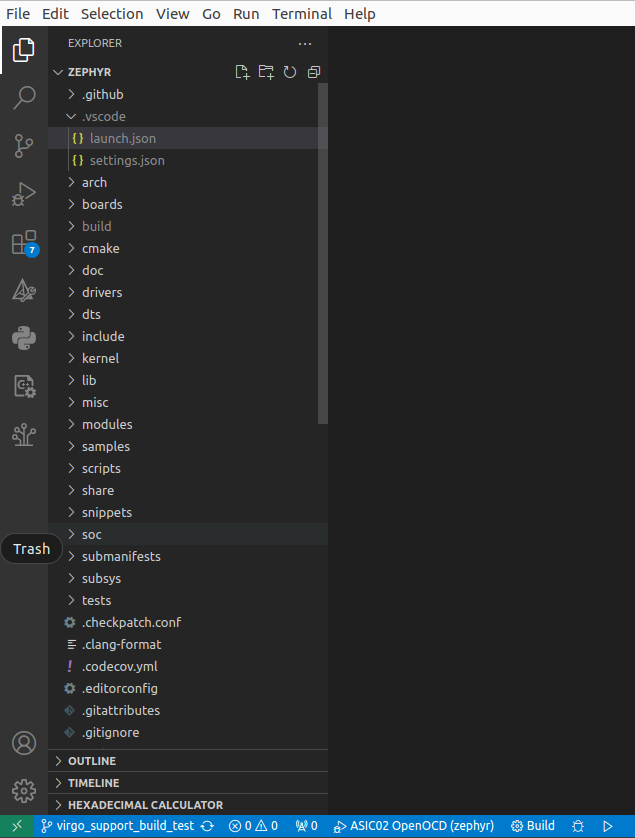 File Edit Selection View Go Run Terminal Help
EXPLORER
ZEPHYR
.github
.vscode
{} launch.json
{} settings.json
arch
boards
build
7
cmake
doc
drivers
dts
include
kernel
lib
misc
modules
samples
scripts
share
snippets
soc
Trash
submanifests
subsys
tests
.checkpatch.conf
.clang-format
! .codecov.yml
.editorconfig
.gitattributes
.gitignore
OUTLINE
TIMELINE
HEXADECIMAL CALCULATOR
virgo_support_build_test 0 0 0 ASIC02 OpenOCD (zephyr) Build